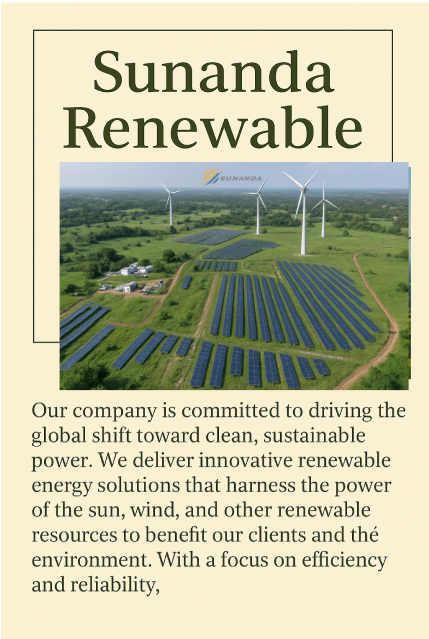 Sunanda
Renewable
SUNANDA
Our company is committed to driving the
global shift toward clean, sustainable
power. We deliver innovative renewable
energy solutions that harness the power
of the sun, wind, and other renewable
resources to benefit our clients and thé
environment. With a focus on efficiency
and reliability,